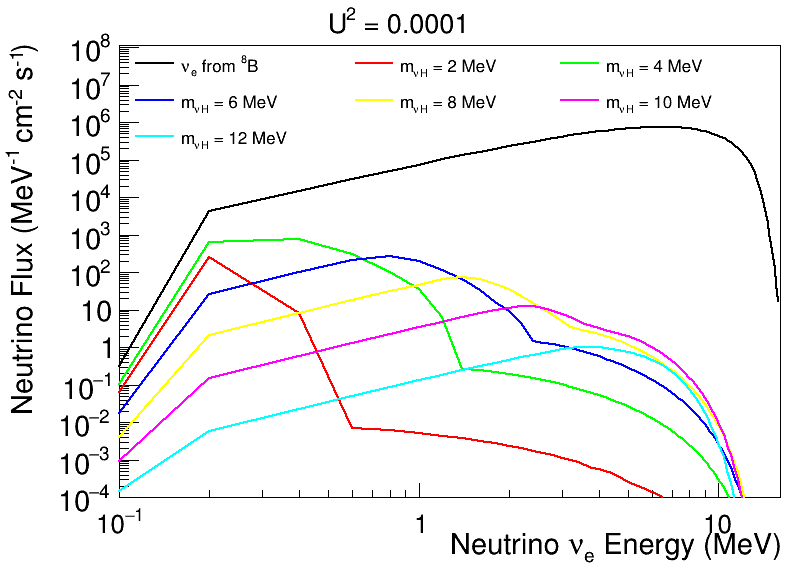 U² = 0.0001
νₑ from ⁸B
mνH = 2 MeV
mνH = 4 MeV
mνH = 6 MeV
mνH = 8 MeV
mνH = 10 MeV
mνH = 12 MeV
Neutrino Flux (MeV⁻¹ cm⁻² s⁻¹)
10⁸
10⁷
10⁶
10⁵
10⁴
10³
10²
10
1
10⁻¹
10⁻²
10⁻³
10⁻⁴
10⁻¹ 1 10
Neutrino νₑ Energy (MeV)